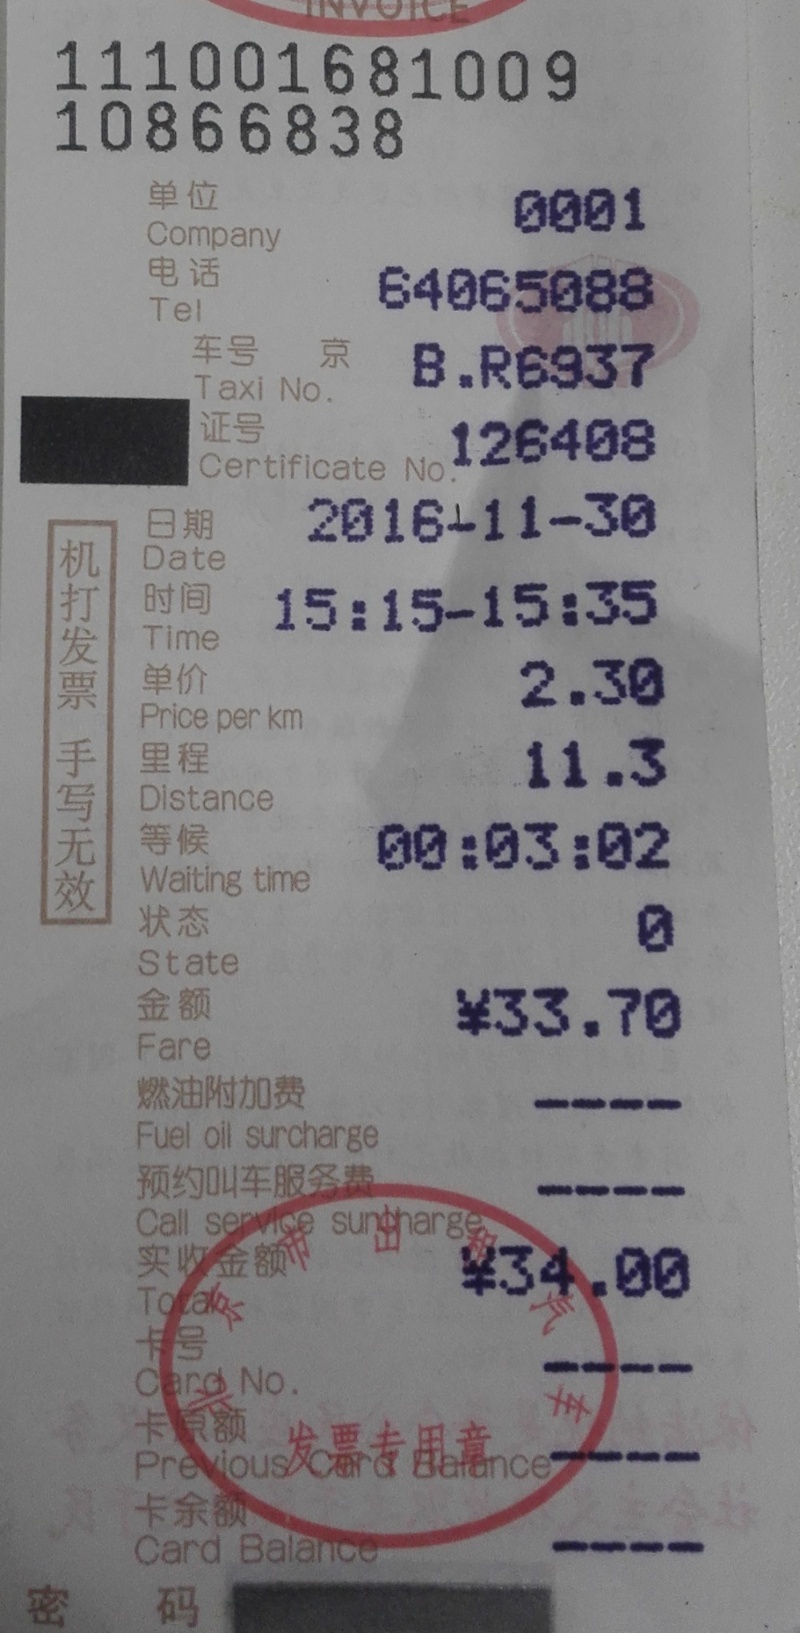 INVOICE
111001681009
10866838
单位 0001
Company
电话 64065088
Tel
车号 京 B.R6937
Taxi No.
证号 126408
Certificate No.
日期 2016-11-30
Date
时间 15:15-15:35
Time
单价 2.30
Price per km
里程 11.3
Distance
等候 00:03:02
Waiting time
状态 0
State
金额 ¥33.70
Fare
燃油附加费 ----
Fuel oil surcharge
预约叫车服务费 ----
Call service surcharge
实收金额 ¥34.00
Total
卡号 ----
Card No.
卡原额 ----
Previous Card Balance
卡余额 ----
Card Balance
密 码
机打发票 手写无效
北京市出租汽车
发票专用章